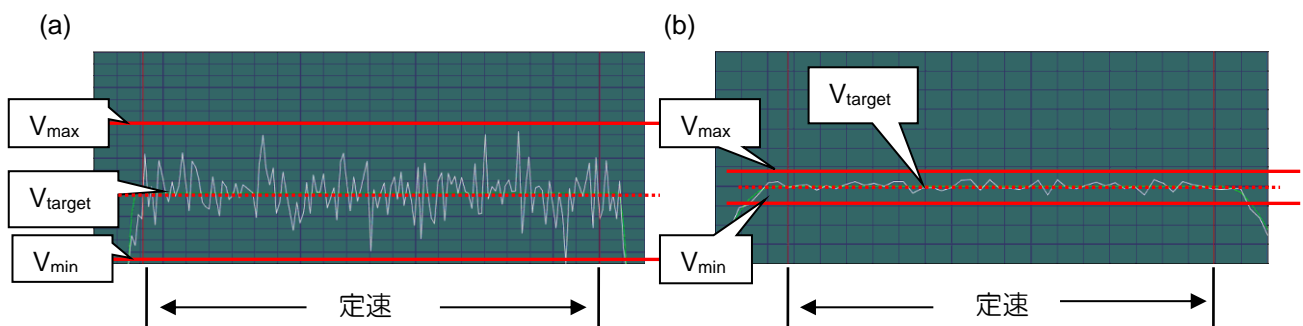 (a)
Vmax
Vtarget
Vmin
定速
(b)
Vtarget
Vmax
Vmin
定速